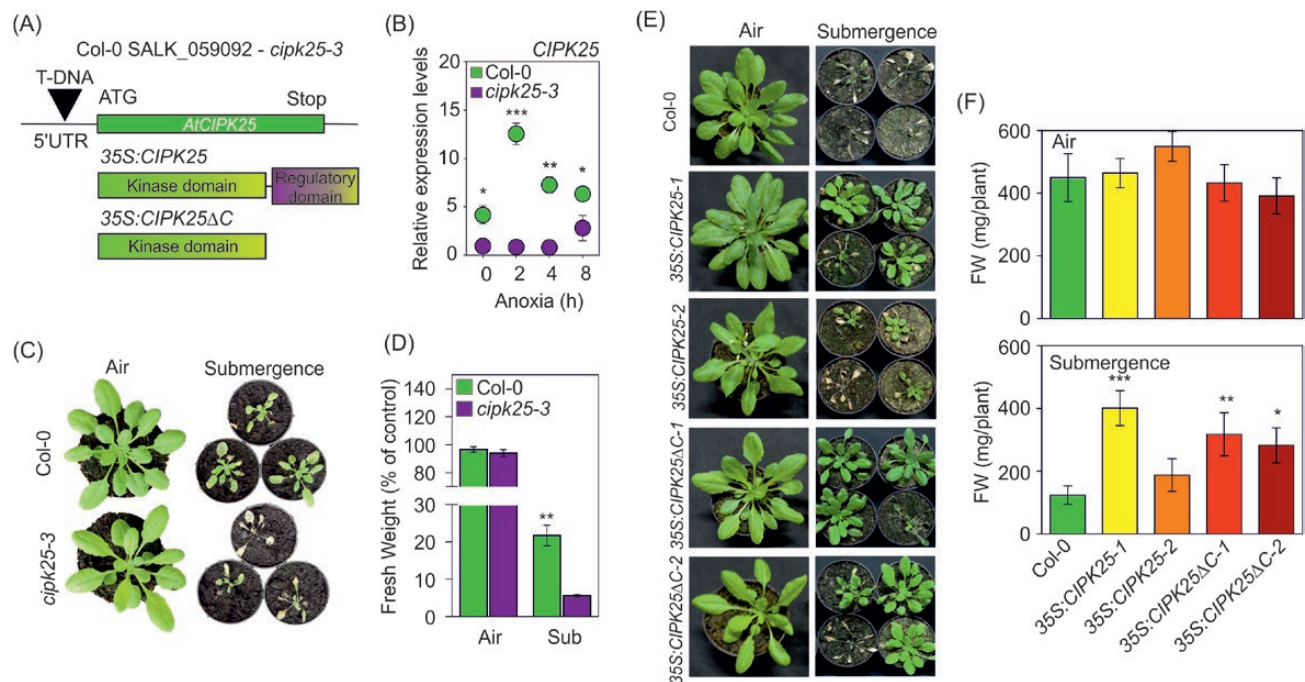 (A)
Col-0 SALK_059092 - cipk25-3
T-DNA
ATG
Stop
AtCIPK25
5'UTR
35S:CIPK25
Kinase domain
Regulatory
domain
35S:CIPK25ΔC
Kinase domain
(B)
CIPK25
Relative expression levels
20
15
10
5
0
Col-0
cipk25-3
*
***
**
*
0
2
4
8
Anoxia (h)
(C)
Air
Submergence
Col-0
cipk25-3
(D)
Fresh Weight (% of control)
140
120
100
80
60
30
20
10
0
Col-0
cipk25-3
**
Air
Sub
(E)
Air
Submergence
Col-0
35S:CIPK25-1
35S:CIPK25-2
35S:CIPK25ΔC-1
35S:CIPK25ΔC-2
(F)
Air
FW (mg/plant)
600
400
200
0
Submergence
FW (mg/plant)
600
400
200
0
***
**
*
Col-0
35S:CIPK25-1
35S:CIPK25-2
35S:CIPK25ΔC-1
35S:CIPK25ΔC-2